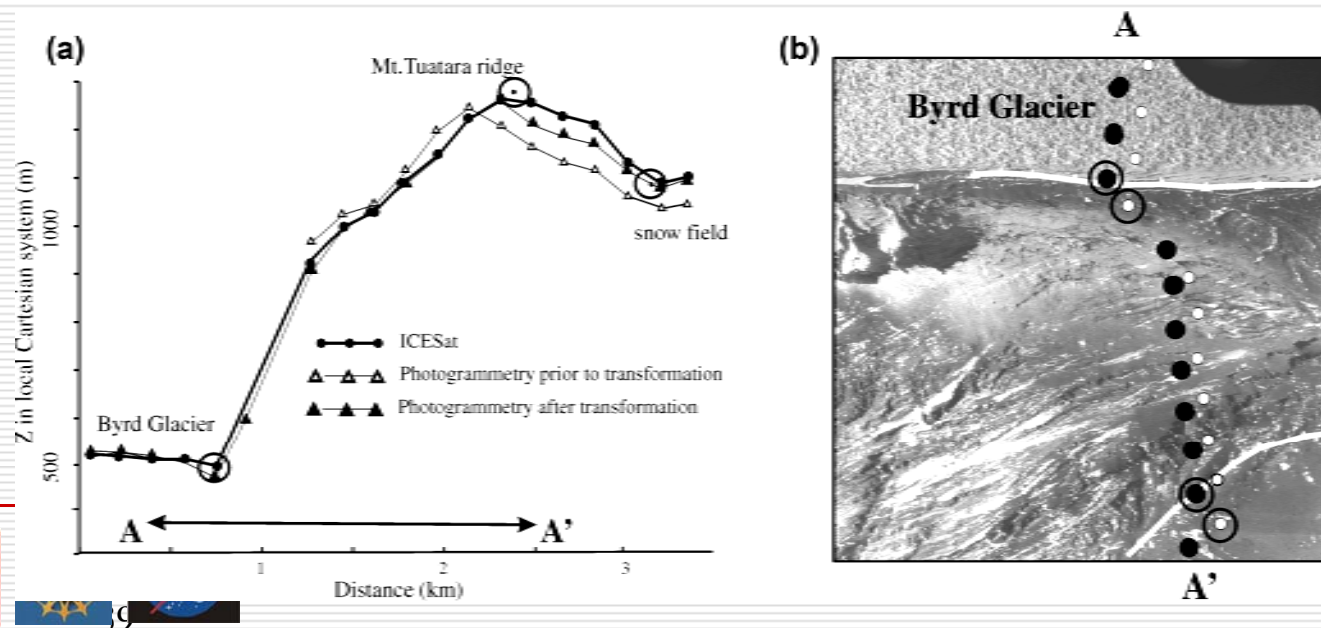 (a)
Mt.Tuatara ridge
Z in local Cartesian system (m)
1000
500
snow field
ICESat
Photogrammetry prior to transformation
Photogrammetry after transformation
Byrd Glacier
A
A'
1
2
3
Distance (km)
(b)
A
Byrd Glacier
A'